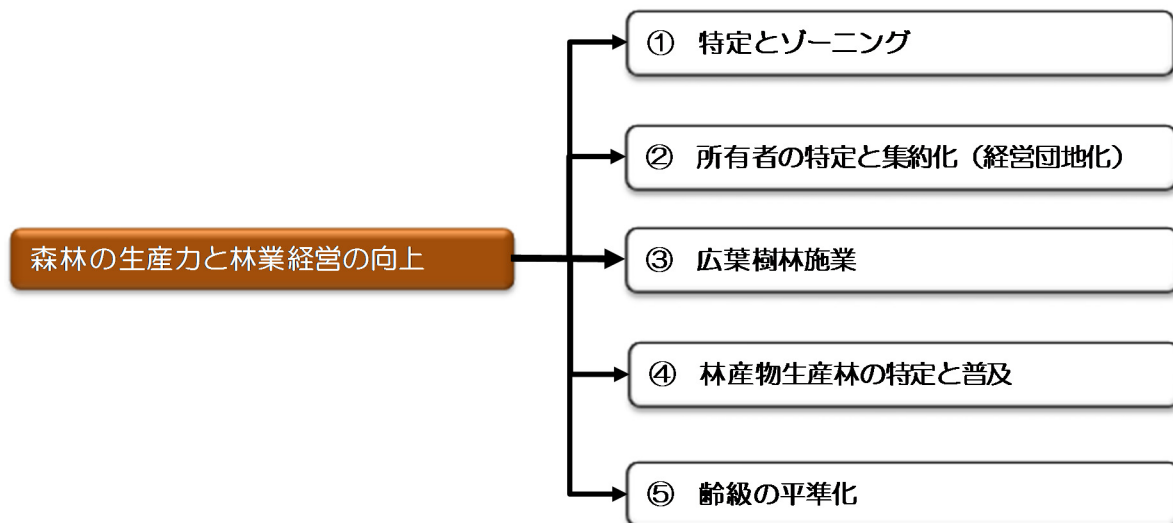 ① 特定とゾーニング
② 所有者の特定と集約化（経営団地化）
森林の生産力と林業経営の向上
③ 広葉樹林施業
④ 林産物生産林の特定と普及
⑤ 齢級の平準化